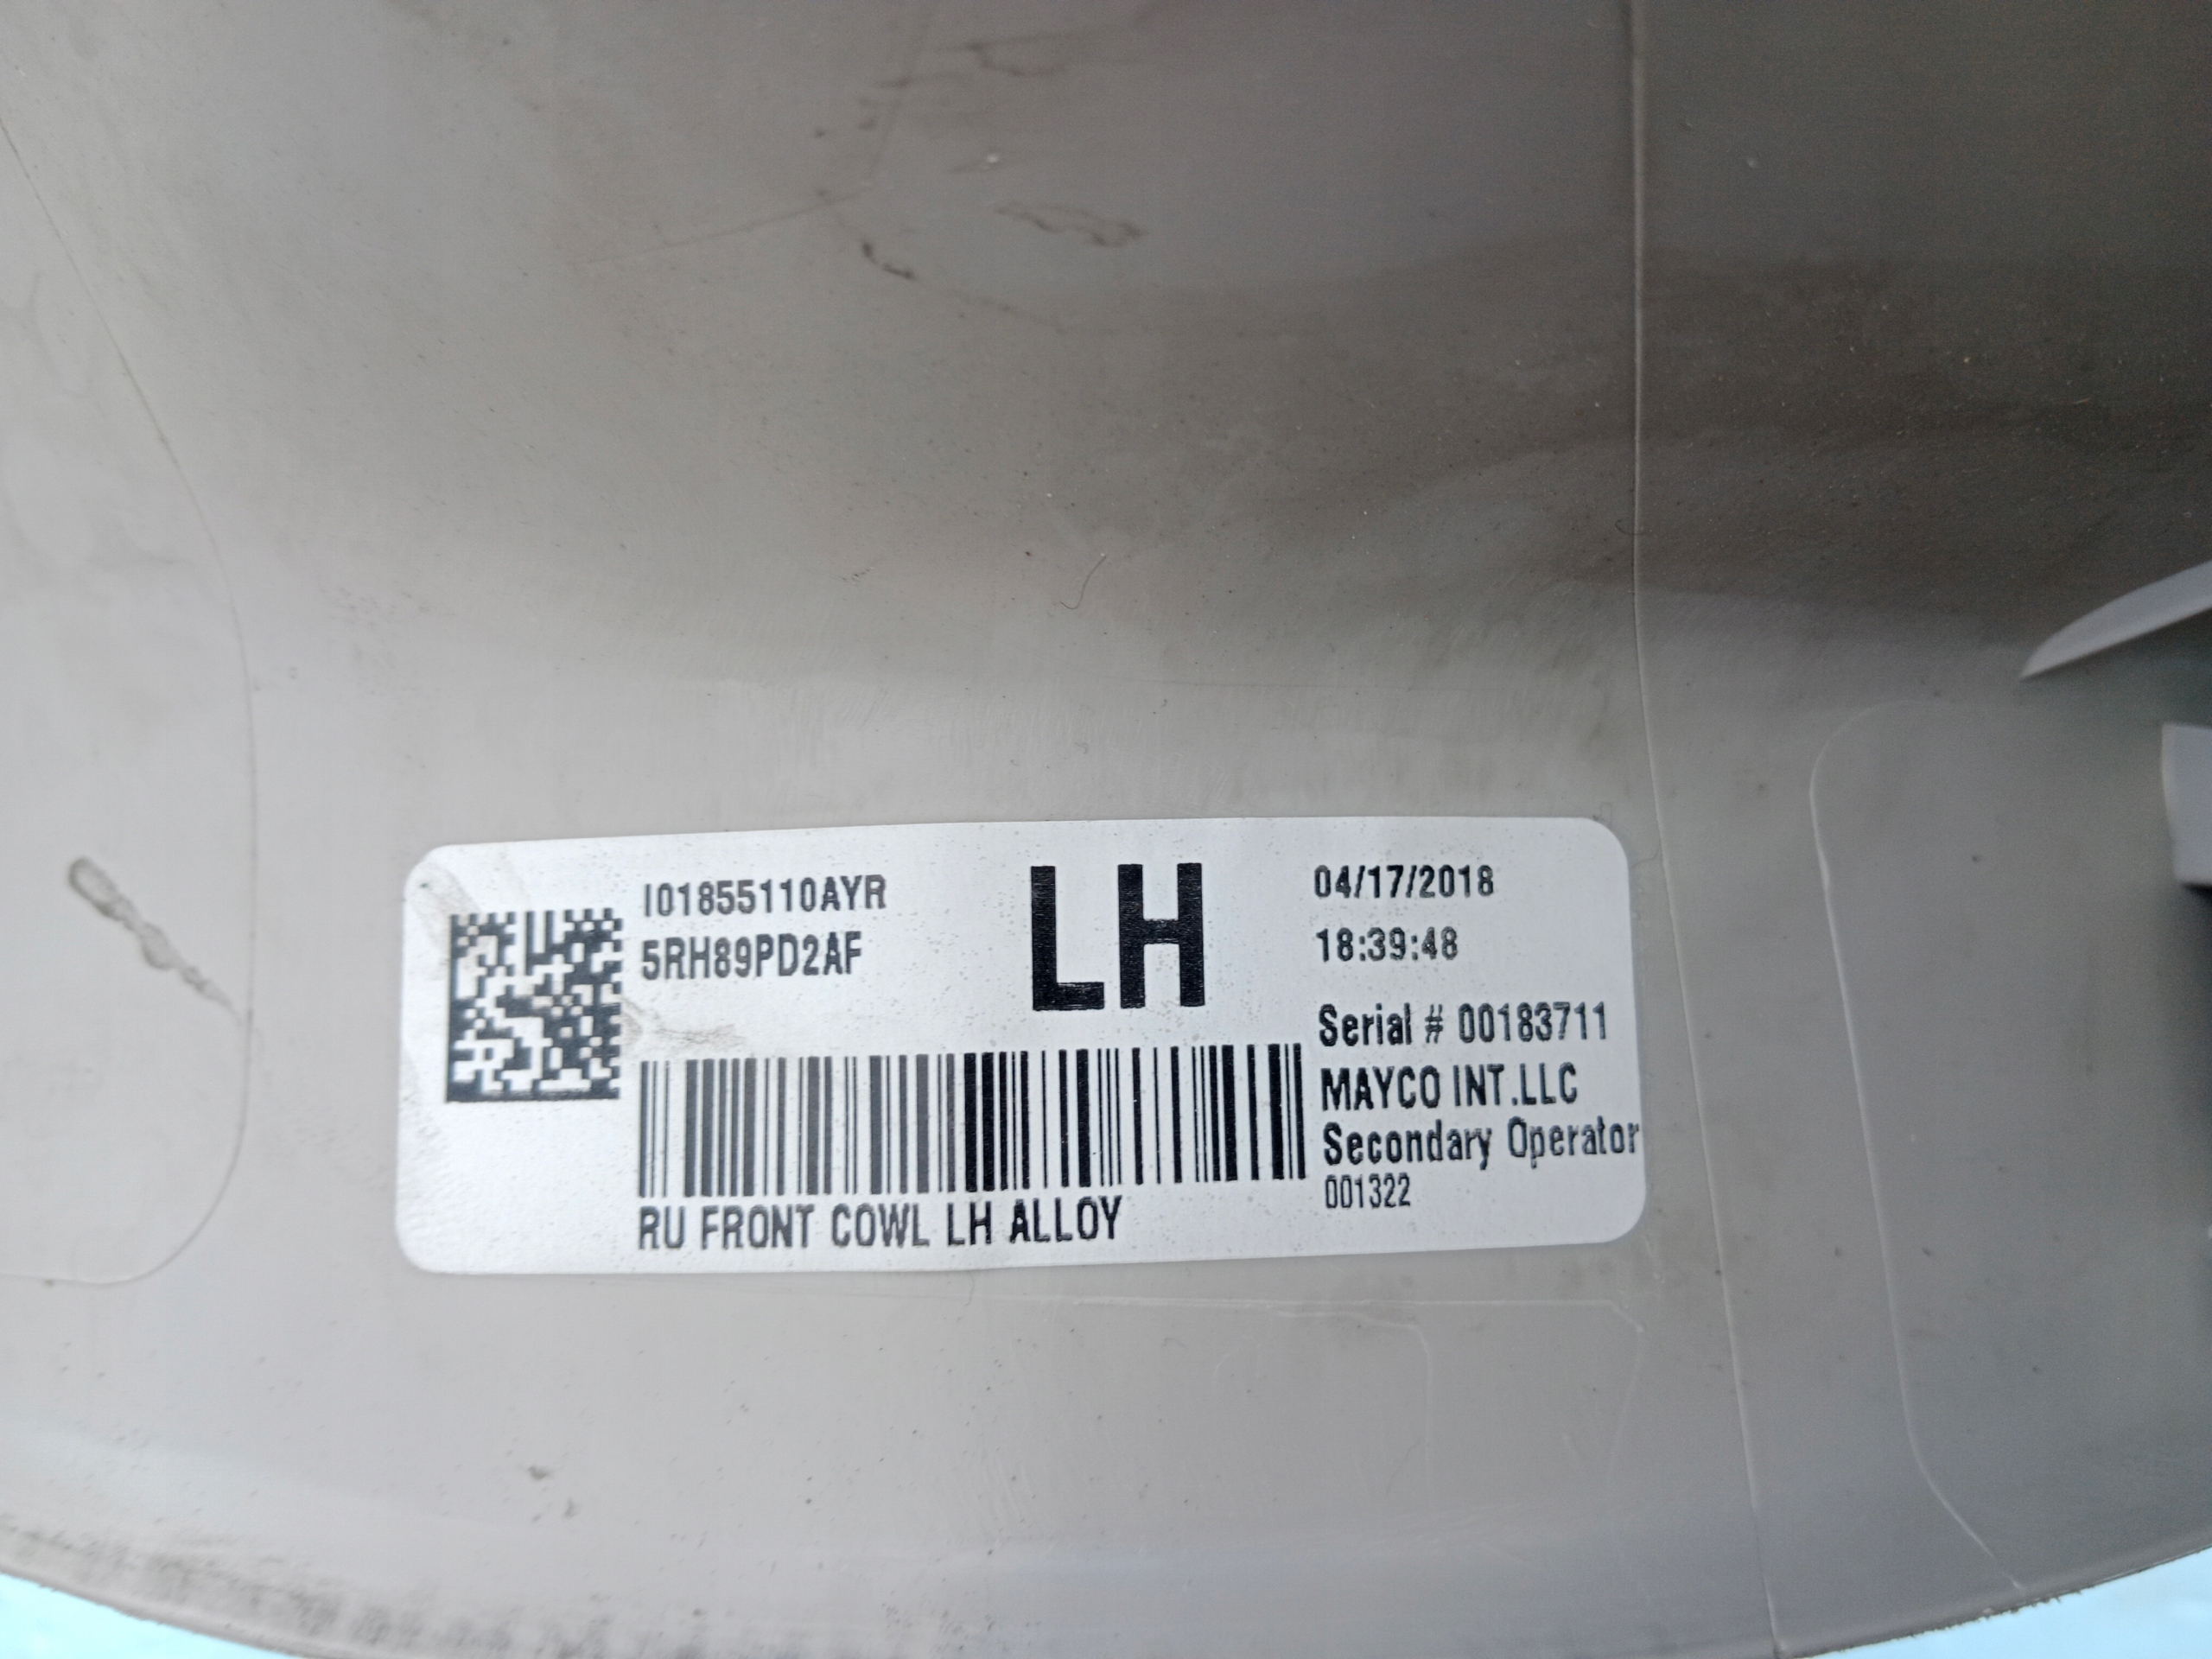 I01855110AYR
5RH89PD2AF
LH
04/17/2018
18:39:48
Serial # 00183711
MAYCO INT.LLC
Secondary Operator
001322
RU FRONT COWL LH ALLOY